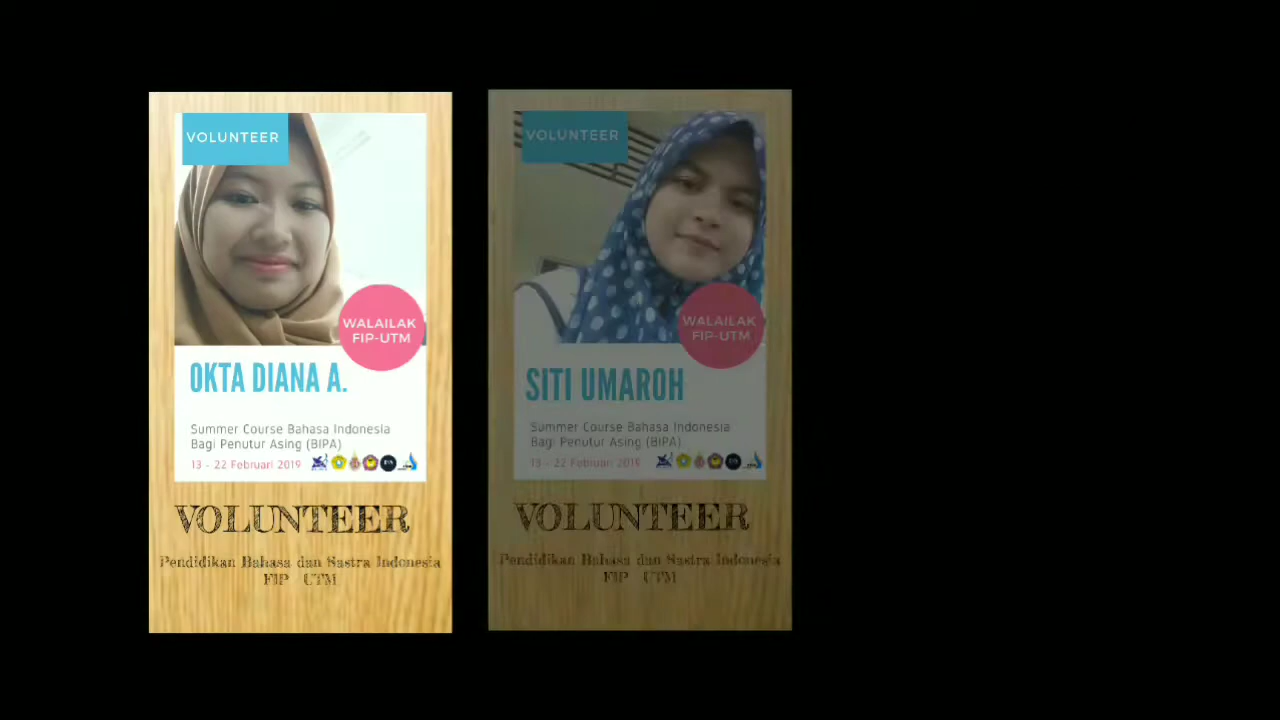 VOLUNTEER
WALAILAK
FIP-UTM
OKTA DIANA A.
Summer Course Bahasa Indonesia
Bagi Penutur Asing (BIPA)
13 - 22 Februari 2019
VOLUNTEER
Pendidikan Bahasa dan Sastra Indonesia
FIP UTM
VOLUNTEER
WALAILAK
FIP-UTM
SITI UMAROH
Summer Course Bahasa Indonesia
Bagi Penutur Asing (BIPA)
13 - 22 Februari 2019
VOLUNTEER
Pendidikan Bahasa dan Sastra Indonesia
FIP UTM